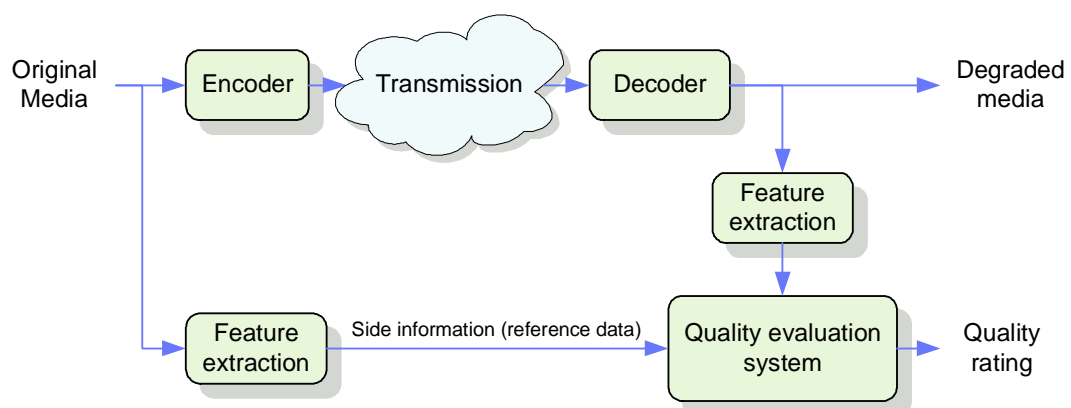 Original
Media
Encoder
Transmission
Decoder
Degraded
media
Feature
extraction
Feature
extraction
Side information (reference data)
Quality evaluation
system
Quality
rating